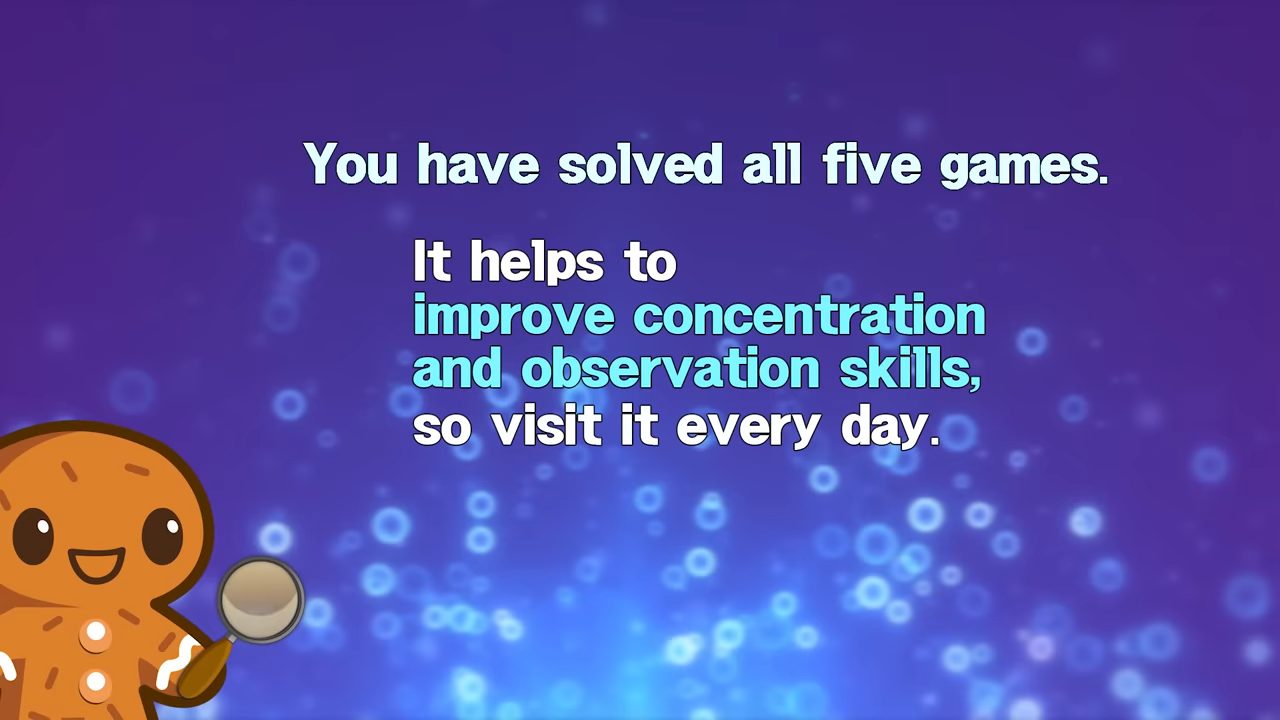 You have solved all five games.
It helps to
improve concentration
and observation skills,
so visit it every day.